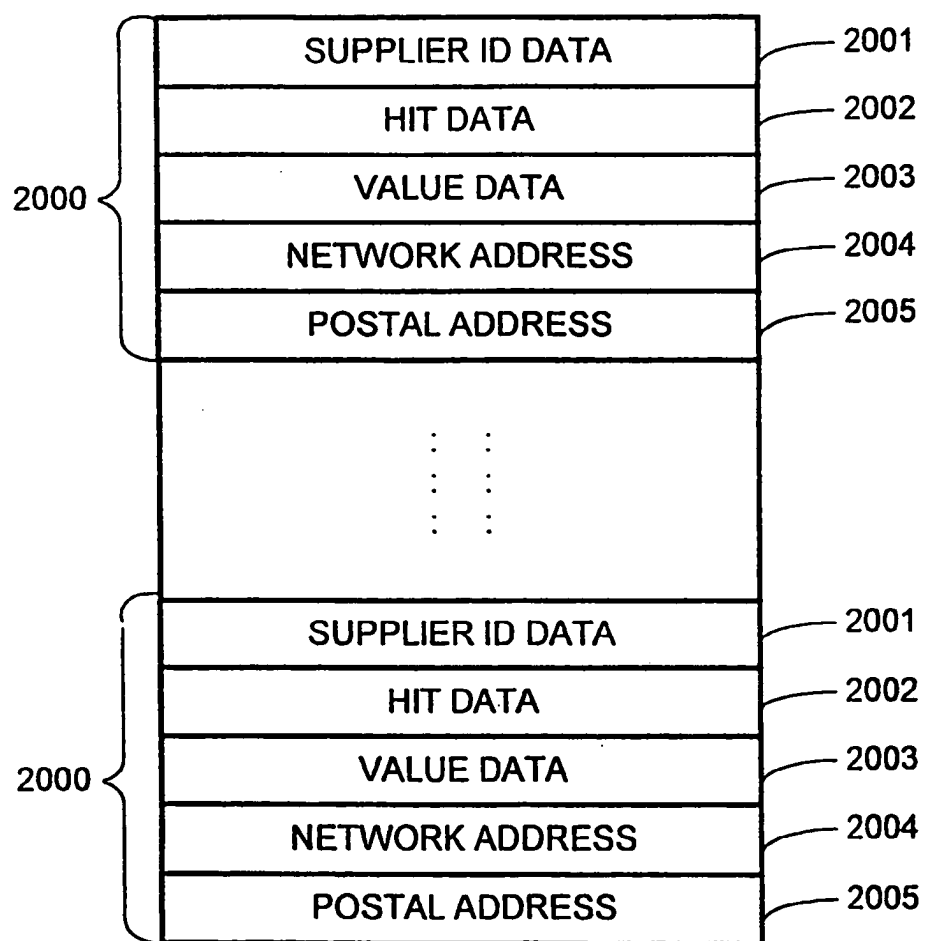 SUPPLIER ID DATA 2001
HIT DATA 2002
2000 VALUE DATA 2003
NETWORK ADDRESS 2004
POSTAL ADDRESS 2005
SUPPLIER ID DATA 2001
HIT DATA 2002
2000 VALUE DATA 2003
NETWORK ADDRESS 2004
POSTAL ADDRESS 2005